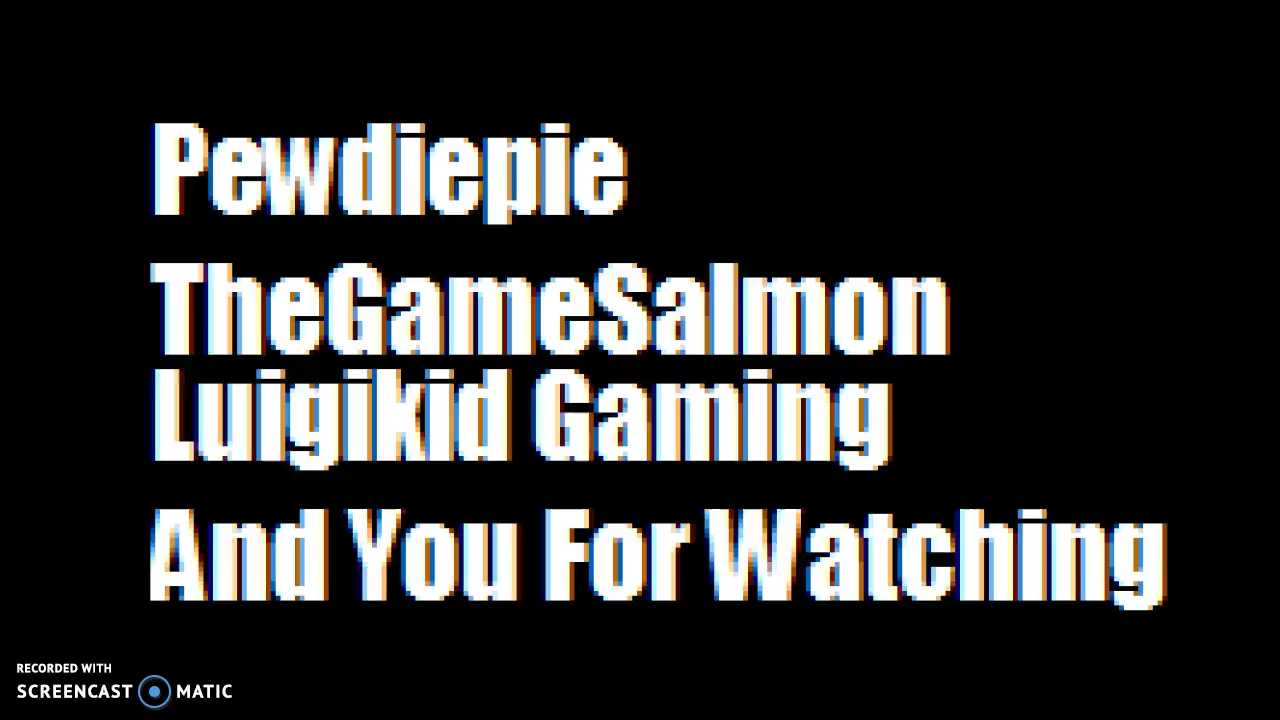 Pewdiepie
TheGameSalmon
Luigikid Gaming
And You For Watching
RECORDED WITH
SCREENCAST MATIC